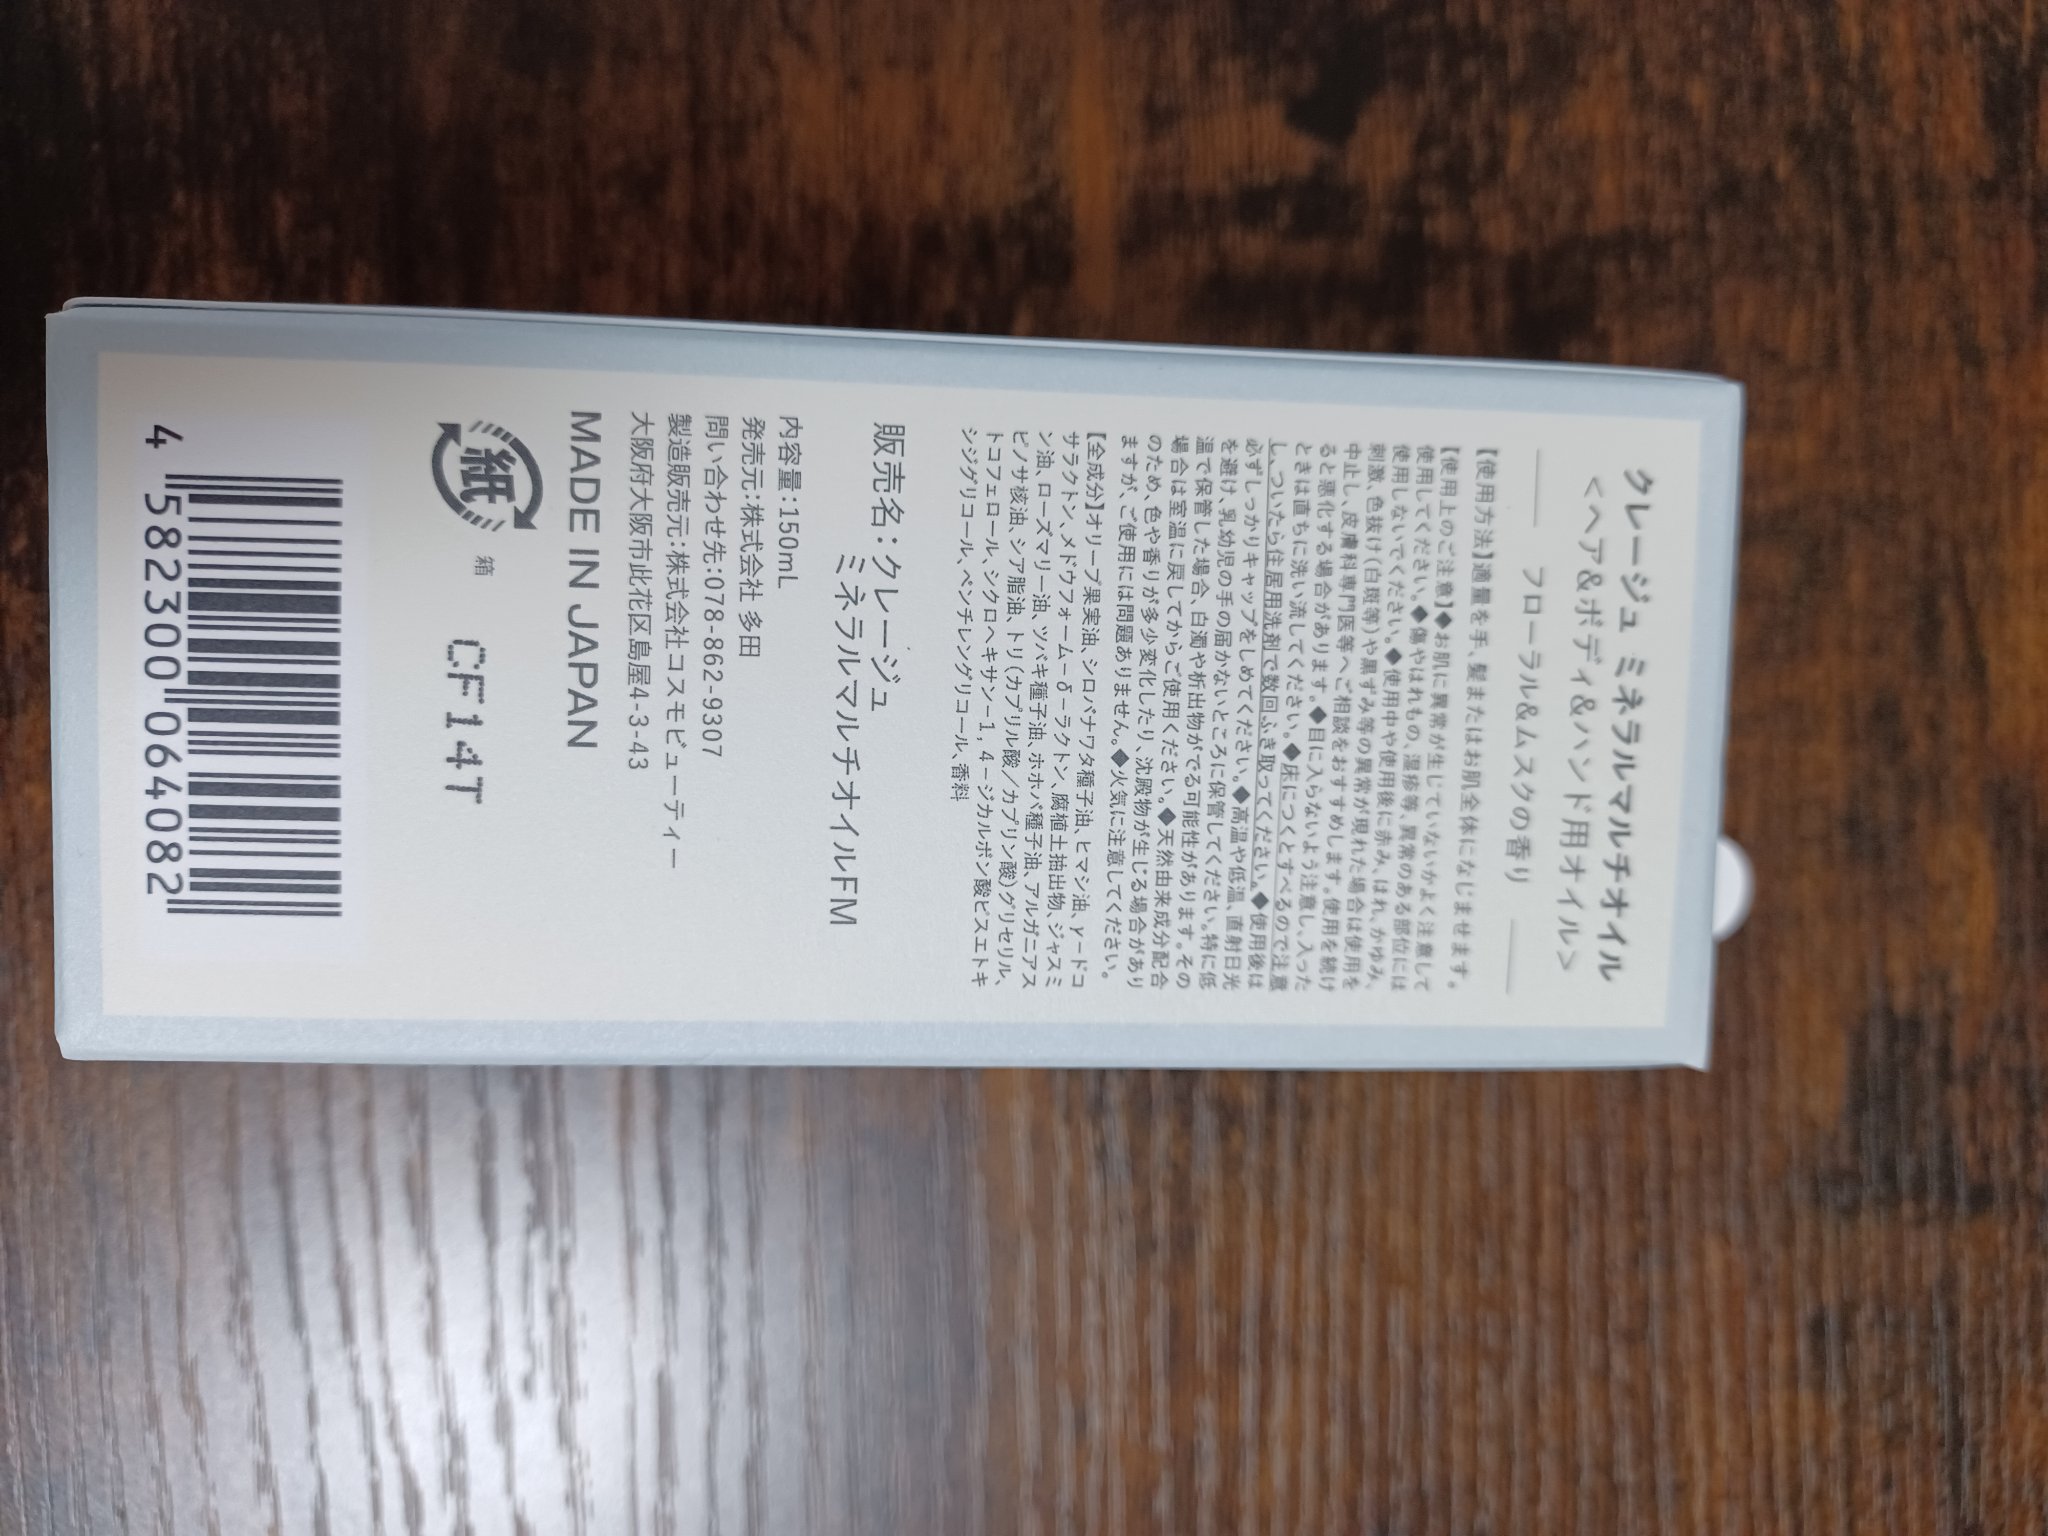 クレージュ ミネラルマルチオイル
<ヘア&ボディ&ハンド用オイル>
フローラル&ムスクの香り
【使用方法】適量を手、髪またはお肌全体になじませます。
【使用上のご注意】◆お肌に異常が生じていないかよく注意して
使用してください。◆傷やはれもの、湿疹等、異常のある部位には
使用しないでください。◆使用中や使用後に赤み、はれ、かゆみ、
刺激、色抜け(白斑等)や黒ずみ等の異常が現れた場合は使用を
中止し、皮膚科専門医等へご相談をおすすめします。使用を続け
ると悪化する場合があります。◆目に入らないよう注意し、入った
ときは直ちに洗い流してください。◆床につくとすべるので注意
し、ついたら住居用洗剤で数回ふき取ってください。◆使用後は
必ずしっかりキャップをしめてください。◆高温や低温、直射日光
を避け、乳幼児の手の届かないところに保管してください。特に低
温で保管した場合、白濁や析出物がでる可能性があります。その
場合は室温に戻してからご使用ください。◆天然由来成分配合
のため、色や香りが多少変化したり、沈殿物が生じる場合があり
ますが、ご使用には問題ありません。◆火気に注意してください。
【全成分】オリーブ果実油、シロバナワタ種子油、ヒマシ油、γ－ドコ
サラクトン、メドウフォーム－δ－ラクトン、腐植土抽出物、ジャスミ
ン油、ローズマリー油、ツバキ種子油、ホホバ種子油、アルガニアス
ピノサ核油、シア脂油、トリ(カプリル酸/カプリン酸)グリセリル、
トコフェロール、シクロヘキサン－1,4－ジカルボン酸ビスエトキ
シジグリコール、ペンチレングリコール、香料
販売名:クレージュ
ミネラルマルチオイルFM
内容量:150mL
発売元:株式会社 多田
問い合わせ先:078-862-9307
製造販売元:株式会社コスモビューティー
大阪府大阪市此花区島屋4-3-43
MADE IN JAPAN
紙 箱 CF14T
4 582300 064082